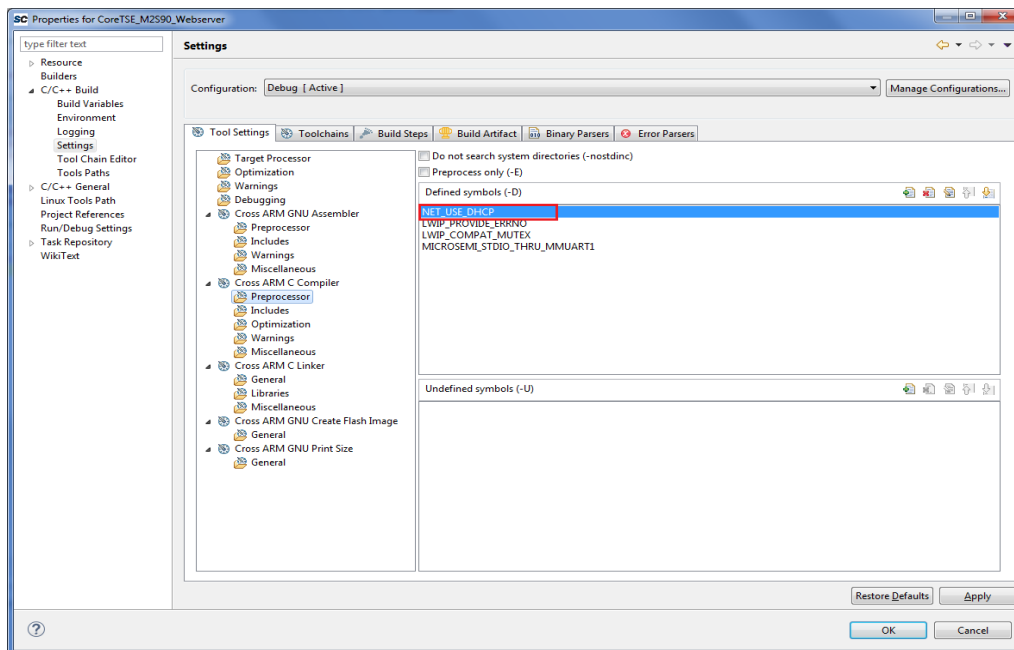 SC Properties for CoreTSE_M2S90_Webserver
type filter text
Resource
Builders
C/C++ Build
Build Variables
Environment
Logging
Settings
Tool Chain Editor
Tools Paths
C/C++ General
Linux Tools Path
Project References
Run/Debug Settings
Task Repository
WikiText
Settings
Configuration: Debug [ Active ] Manage Configurations...
Tool Settings Toolchains Build Steps Build Artifact Binary Parsers Error Parsers
Target Processor
Optimization
Warnings
Debugging
Cross ARM GNU Assembler
Preprocessor
Includes
Warnings
Miscellaneous
Cross ARM C Compiler
Preprocessor
Includes
Optimization
Warnings
Miscellaneous
Cross ARM C Linker
General
Libraries
Miscellaneous
Cross ARM GNU Create Flash Image
General
Cross ARM GNU Print Size
General
Do not search system directories (-nostdinc)
Preprocess only (-E)
Defined symbols (-D)
NET_USE_DHCP
LWIP_PROVIDE_ERRNO
LWIP_COMPAT_MUTEX
MICROSEMI_STDIO_THRU_MMUART1
Undefined symbols (-U)
Restore Defaults Apply
OK Cancel